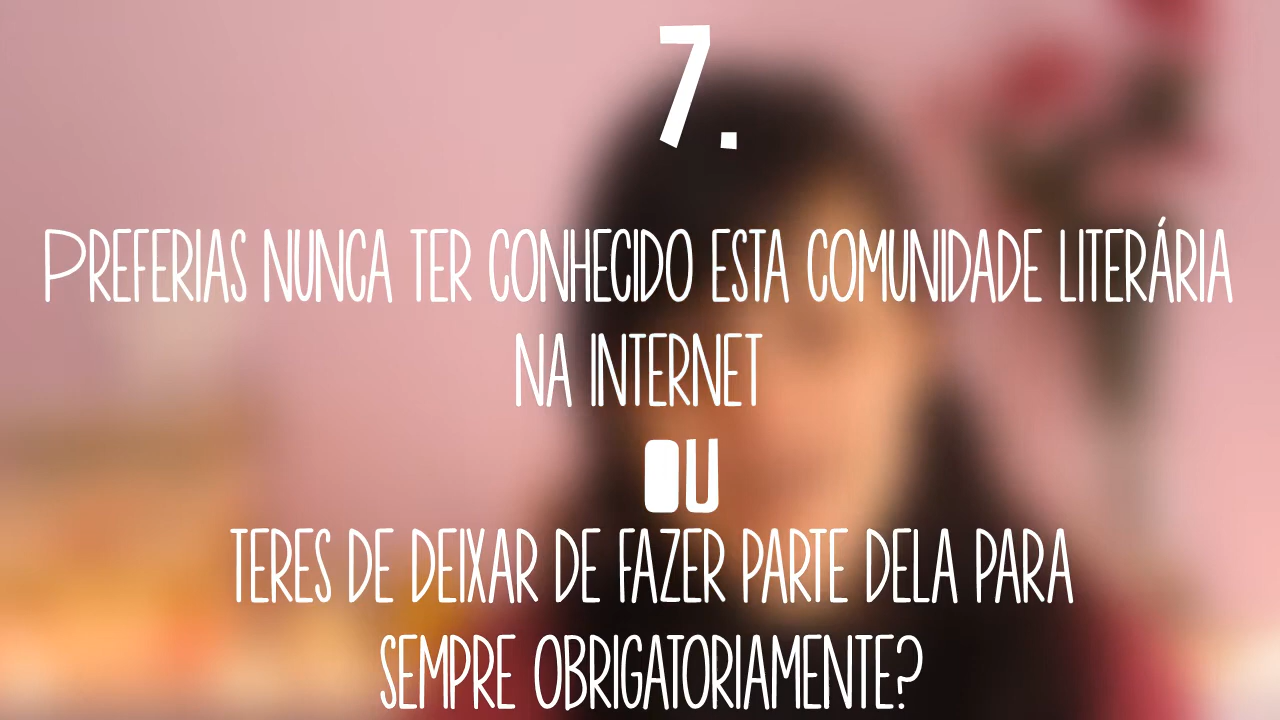 7.
PREFERIAS NUNCA TER CONHECIDO ESTA COMUNIDADE LITERÁRIA
NA INTERNET
OU
TERES DE DEIXAR DE FAZER PARTE DELA PARA
SEMPRE OBRIGATORIAMENTE?